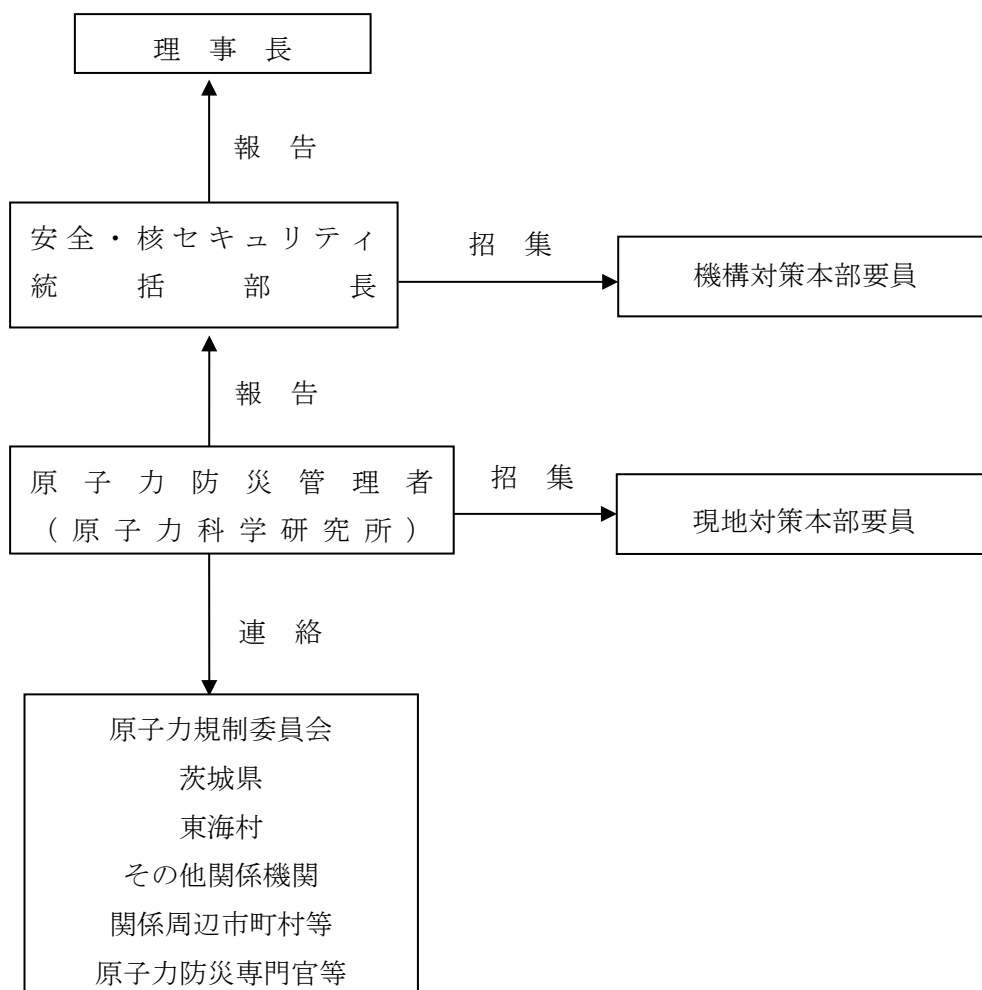 理事長
報告
安全・核セキュリティ
統括部長
招集
機構対策本部要員
報告
原子力防災管理者
(原子力科学研究所)
招集
現地対策本部要員
連絡
原子力規制委員会
茨城県
東海村
その他関係機関
関係周辺市町村等
原子力防災専門官等